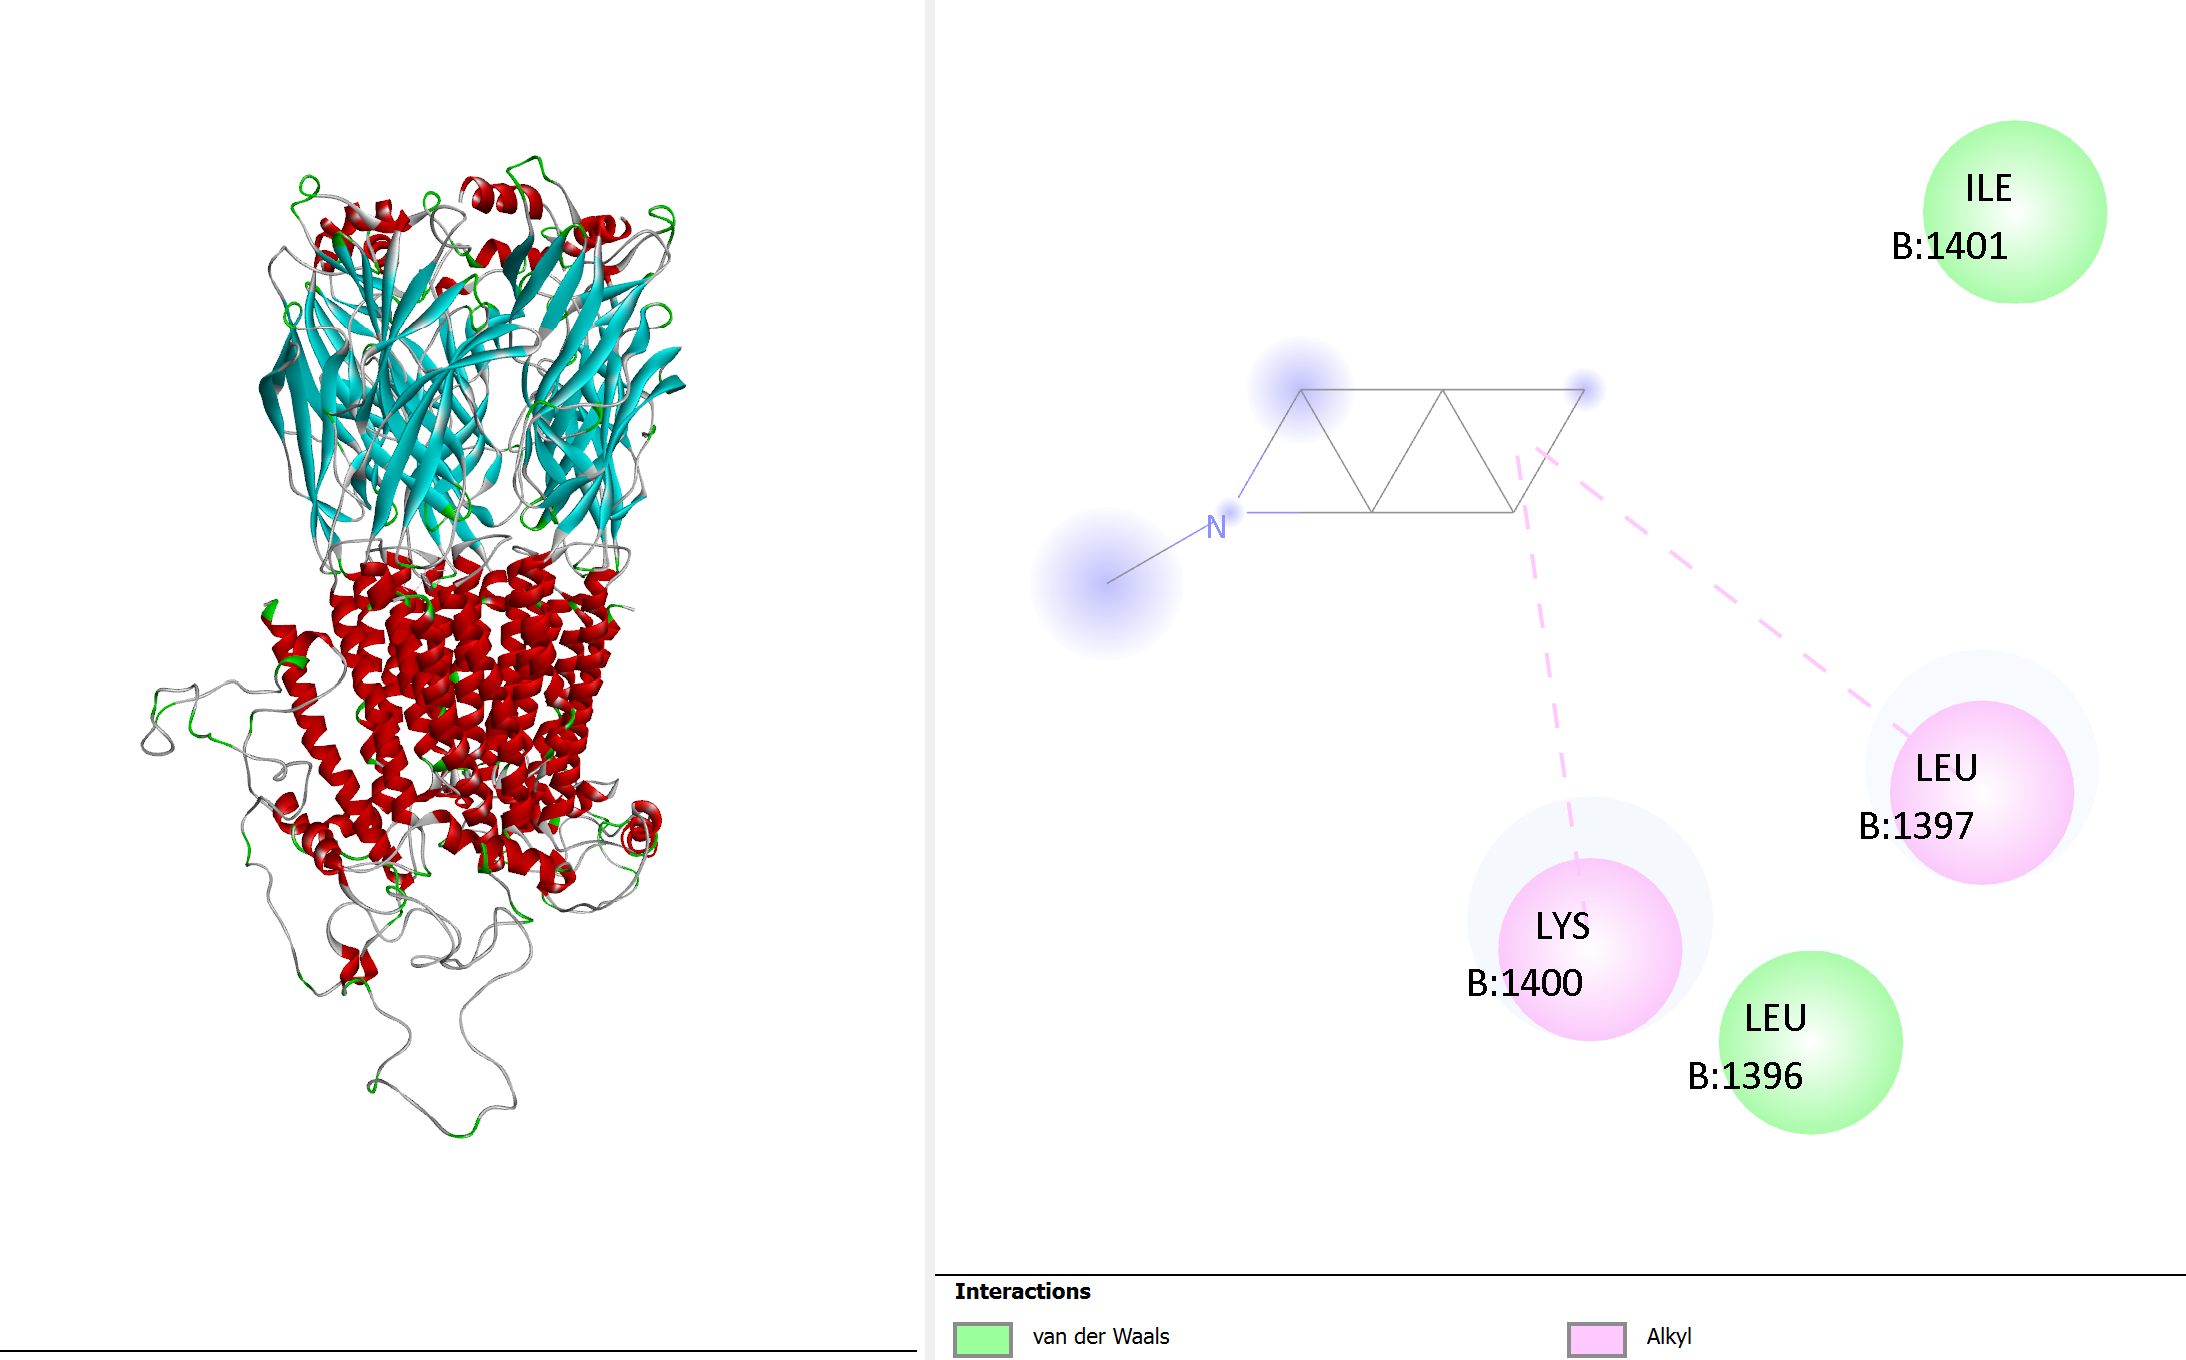 ILE
B:1401
N
LEU
B:1397
LYS
B:1400
LEU
B:1396
Interactions
van der Waals
Alkyl